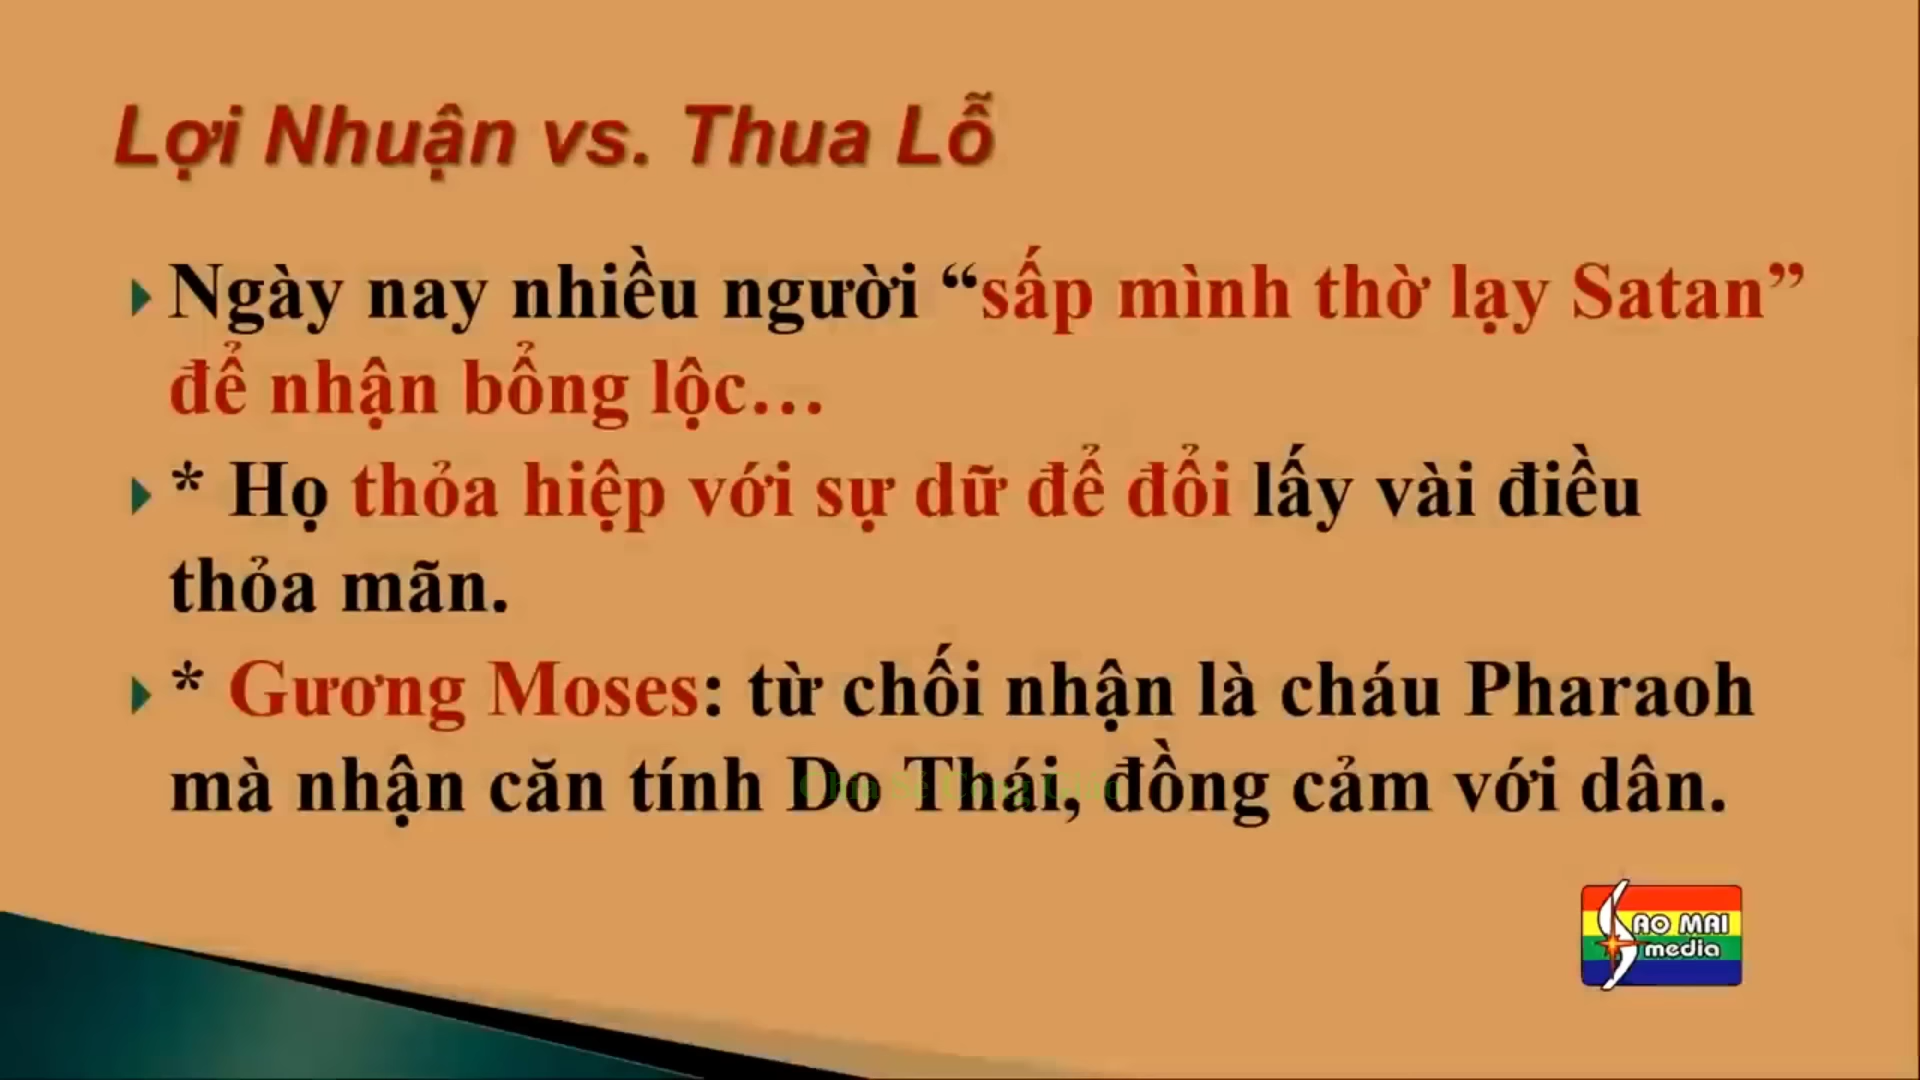 Lợi Nhuận vs. Thua Lỗ
Ngày nay nhiều người “sấp mình thờ lạy Satan”
để nhận bổng lộc…
* Họ thỏa hiệp với sự dữ để đổi lấy vài điều
thỏa mãn.
* Gương Moses: từ chối nhận là cháu Pharaoh
mà nhận căn tính Do Thái, đồng cảm với dân.
SAO MAI
media